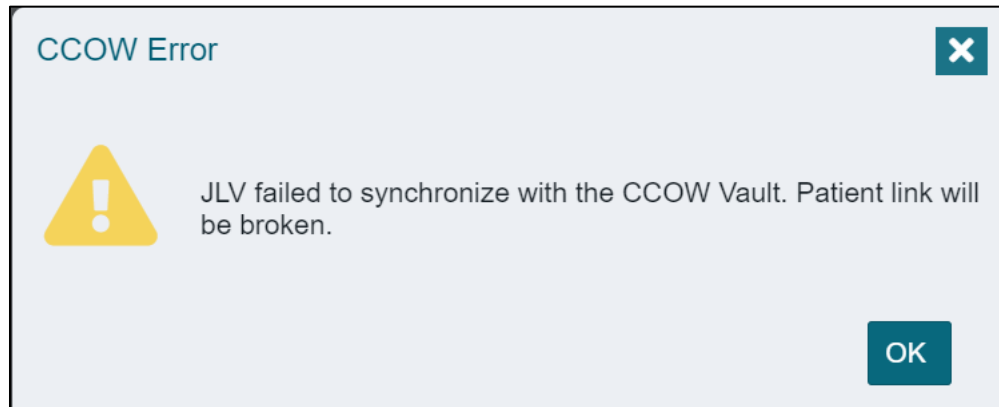 CCOW Error
JLV failed to synchronize with the CCOW Vault. Patient link will
be broken.
OK